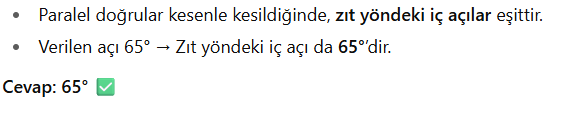 • Paralel doğrular kesenle kesildiğinde, zıt yöndeki iç açılar eşittir.
• Verilen açı 65° → Zıt yöndeki iç açı da 65°’dir.
Cevap: 65° ✅